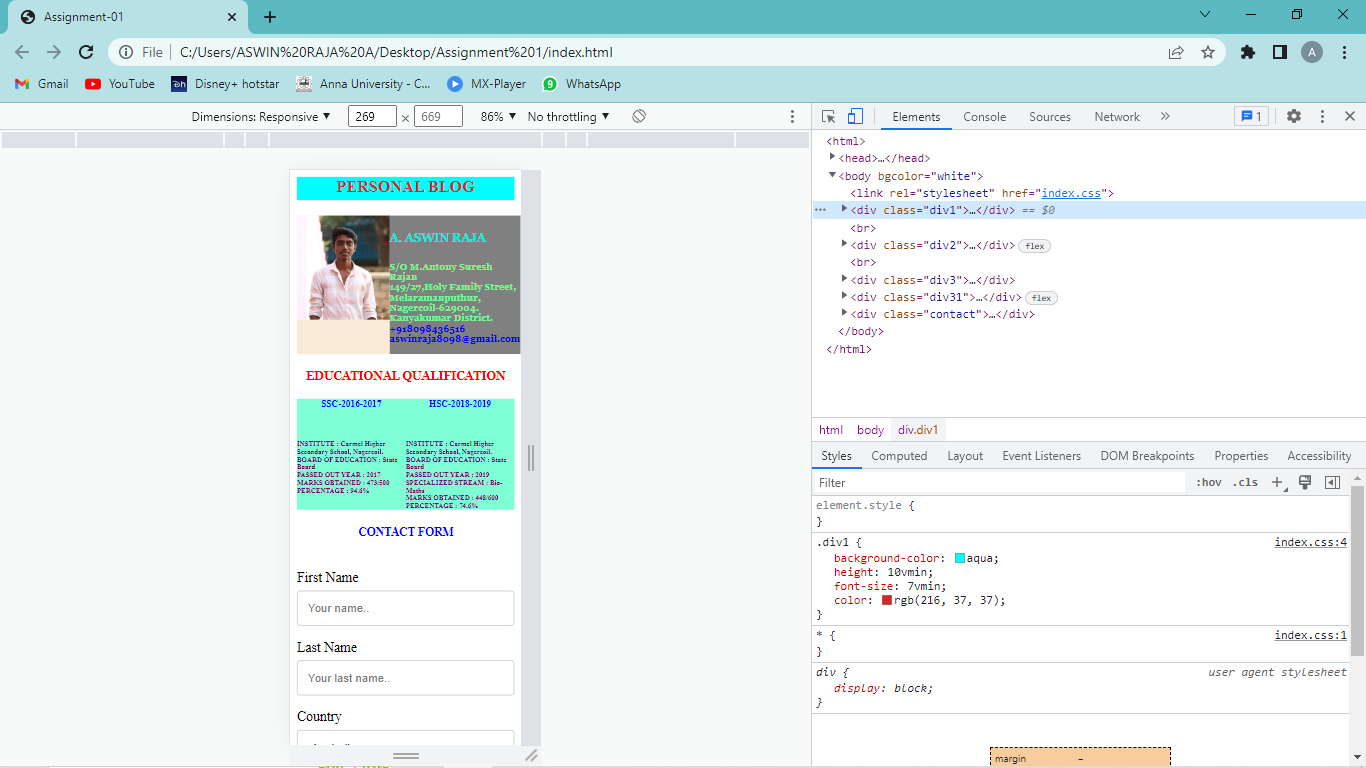 Assignment-01
File
C:/Users/ASWIN%20RAJA%20A/Desktop/Assignment%201/index.html
A
Gmail YouTube Disney+ hotstar Anna University - C... MX-Player WhatsApp
Dimensions: Responsive 269 × 669 86% No throttling
PERSONAL BLOG
A. ASWIN RAJA
S/O M.Antony Suresh
Rajan
149/27,Holy Family Street,
Melaramanputhur,
Nagercoil-629004.
Kanyakumar District.
+918098436516
aswinraja8098@gmail.com
EDUCATIONAL QUALIFICATION
SSC-2016-2017
INSTITUTE : Carmel Higher
Secondary School, Nagercoil.
BOARD OF EDUCATION : State
Board
PASSED OUT YEAR : 2017
MARKS OBTAINED : 473/500
PERCENTAGE : 94.6%
HSC-2018-2019
INSTITUTE : Carmel Higher
Secondary School, Nagercoil.
BOARD OF EDUCATION : State
Board
PASSED OUT YEAR : 2019
SPECIALIZED STREAM : Bio-
Maths
MARKS OBTAINED : 448/600
PERCENTAGE : 74.6%
CONTACT FORM
First Name
Your name..
Last Name
Your last name..
Country
Elements Console Sources Network » 1
<html>
<head>…</head>
<body bgcolor="white">
<link rel="stylesheet" href="index.css">
<div class="div1">…</div> == $0
<br>
<div class="div2">…</div> flex
<br>
<div class="div3">…</div>
<div class="div31">…</div> flex
<div class="contact">…</div>
</body>
</html>
html body div.div1
Styles Computed Layout Event Listeners DOM Breakpoints Properties Accessibility
Filter :hov .cls +
element.style {
}
.div1 { index.css:4
background-color: aqua;
height: 10vmin;
font-size: 7vmin;
color: rgb(216, 37, 37);
}
* { index.css:1
}
div { user agent stylesheet
display: block;
}
margin –